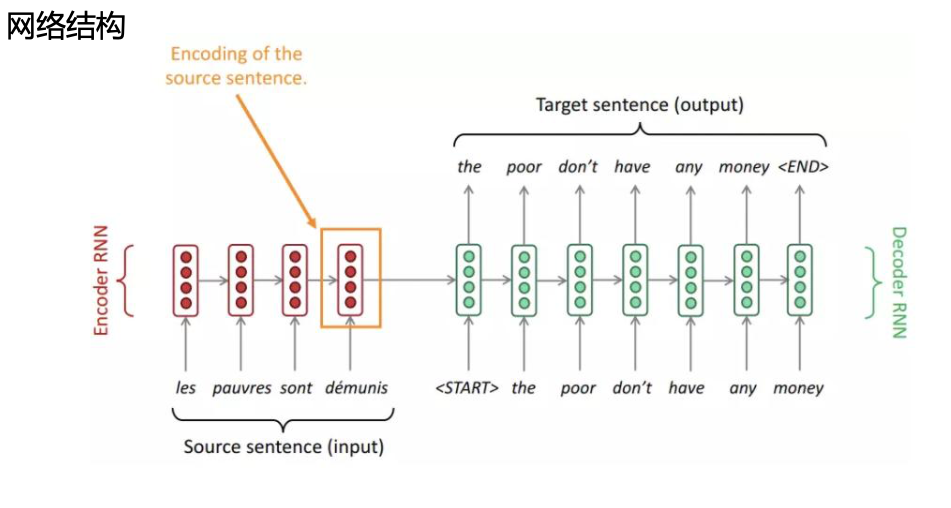 网络结构
Encoding of the
source sentence.
Target sentence (output)
the poor don't have any money <END>
Encoder RNN
Decoder RNN
les pauvres sont démunis <START> the poor don't have any money
Source sentence (input)